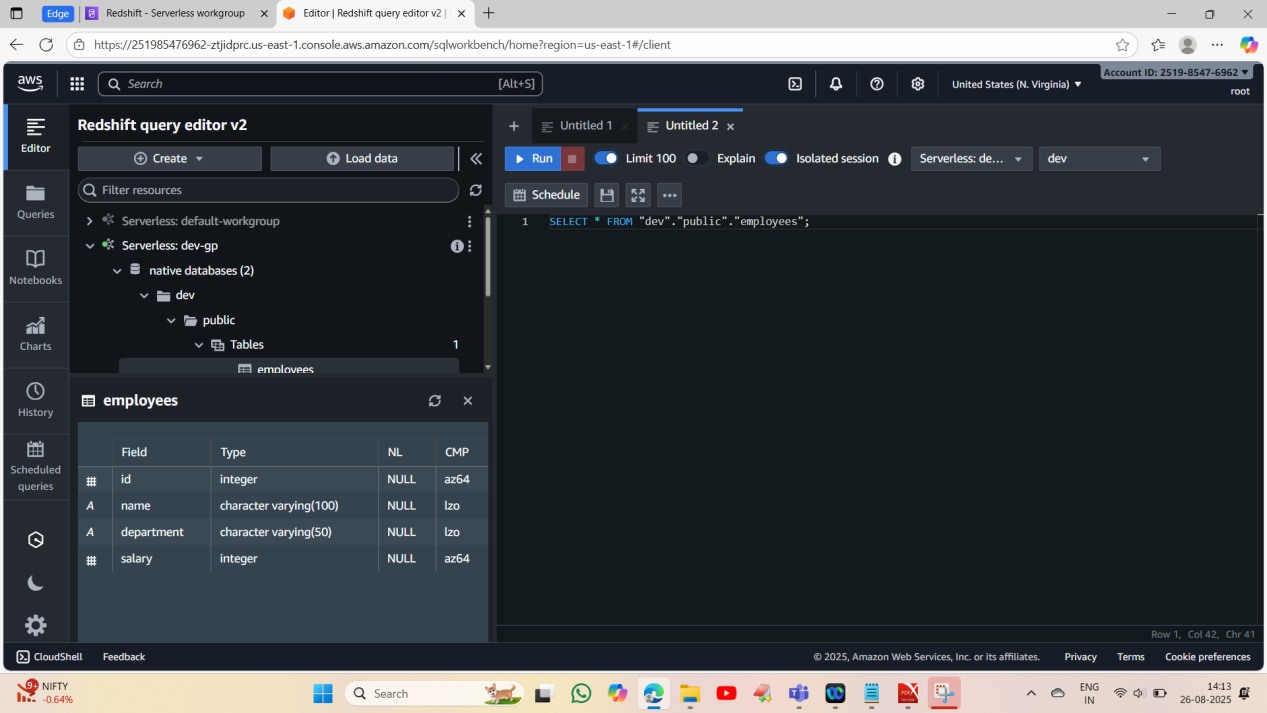 Edge
Redshift - Serverless workgroup
Editor | Redshift query editor v2 |
https://251985476962-ztjidprc.us-east-1.console.aws.amazon.com/sqlworkbench/home?region=us-east-1#/client
aws
Search
[Alt+S]
United States (N. Virginia)
Account ID: 2519-8547-6962
root
Editor
Queries
Notebooks
Charts
History
Scheduled
queries
Redshift query editor v2
Create
Load data
Filter resources
Serverless: default-workgroup
Serverless: dev-gp
native databases (2)
dev
public
Tables 1
employees
employees
Field Type NL CMP
id integer NULL az64
name character varying(100) NULL lzo
department character varying(50) NULL lzo
salary integer NULL az64
Untitled 1
Untitled 2
Run
Limit 100
Explain
Isolated session
Serverless: de...
dev
Schedule
1 SELECT * FROM "dev"."public"."employees";
Row 1, Col 42, Chr 41
CloudShell
Feedback
© 2025, Amazon Web Services, Inc. or its affiliates.
Privacy
Terms
Cookie preferences
9+
NIFTY
-0.64%
Search
ENG
IN
14:13
26-08-2025